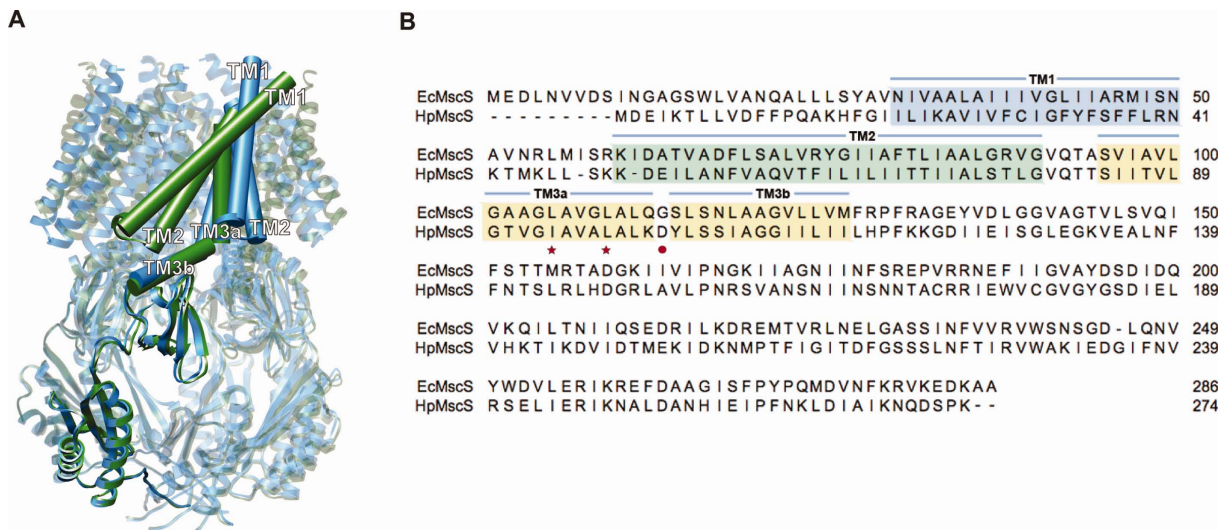 A
TM1
TM1
TM2
TM3a
TM2
TM3b
B
TM1
EcMscS MEDLNVVDSINGAGSWLVANQALLLSYAVNIVAALAIIIVGLIIARMISN 50
HpMscS ---------MDEIKTLLVDFFPQAKHFGIILIKAVIVFCIGFYFSFFLRN 41
TM2
EcMscS AVNRLMISRKIDATVADFLSALVRYGIIAFTLIAALGRVGVQTASVIAVL 100
HpMscS KTMKLL-SKK-DEILANFVAQVTFILILIITTIIALSTLGVQTTSIITVL 89
TM3a TM3b
EcMscS GAAGLAVGLALQGSLSNLAAGVLLVMFRPFRAGEYVDLGGVAGTVLSVQI 150
HpMscS GTVGIAVALALKDYLSSIAGGIILIILHPFKKGDIIEISGLEGKVEALNF 139
EcMscS FSTTMRTADGKIIVIPNGKIIAGNIINFSREPVRRNEFIIGVAYDSDIDQ 200
HpMscS FNTSLRLHDGRLAVLPNRSVANSNIINSNNTACRRIEWVCGVGYGSDIEL 189
EcMscS VKQILTNIIQSEDRILKDREMTVRLNELGASSINFVVRVWSNSGD-LQNV 249
HpMscS VHKTIKDVIDTMEKIDKNMPTFIGITDFGSSSLNFTIRVWAKIEDGIFNV 239
EcMscS YWDVLERIKREFDAAGISFPYPQMDVNFKRVKEDKAA 286
HpMscS RSELIERIKNALDANHIEIPFNKLDIAIKNQDSPK-- 274